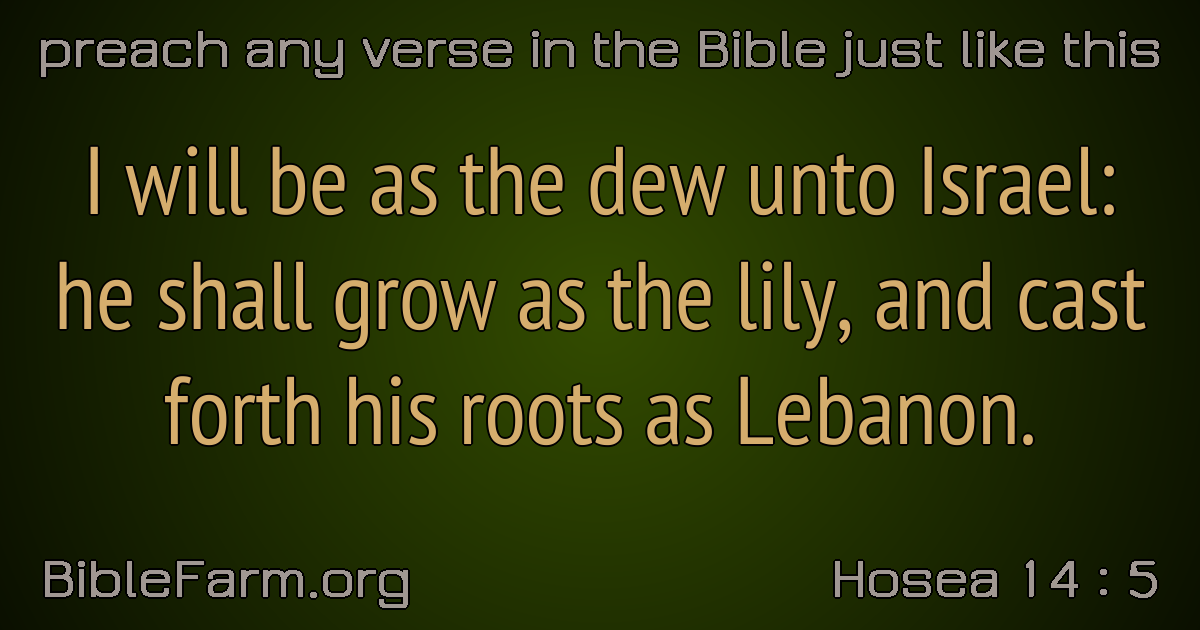 preach any verse in the Bible just like this
I will be as the dew unto Israel:
he shall grow as the lily, and cast
forth his roots as Lebanon.
BibleFarm.org
Hosea 14 : 5